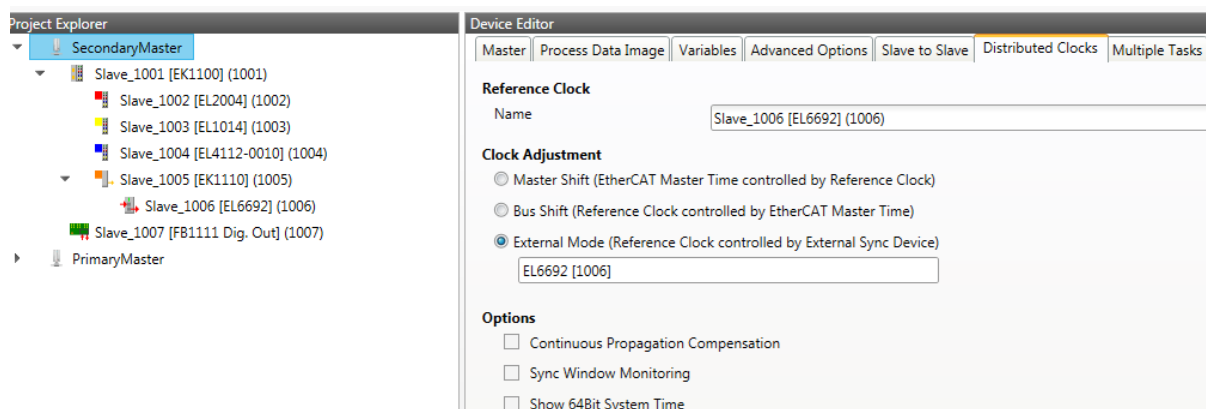 Project Explorer
SecondaryMaster
Slave_1001 [EK1100] (1001)
Slave_1002 [EL2004] (1002)
Slave_1003 [EL1014] (1003)
Slave_1004 [EL4112-0010] (1004)
Slave_1005 [EK1110] (1005)
Slave_1006 [EL6692] (1006)
Slave_1007 [FB1111 Dig. Out] (1007)
PrimaryMaster
Device Editor
Master Process Data Image Variables Advanced Options Slave to Slave Distributed Clocks Multiple Tasks
Reference Clock
Name Slave_1006 [EL6692] (1006)
Clock Adjustment
Master Shift (EtherCAT Master Time controlled by Reference Clock)
Bus Shift (Reference Clock controlled by EtherCAT Master Time)
External Mode (Reference Clock controlled by External Sync Device)
EL6692 [1006]
Options
Continuous Propagation Compensation
Sync Window Monitoring
Show 64Bit System Time